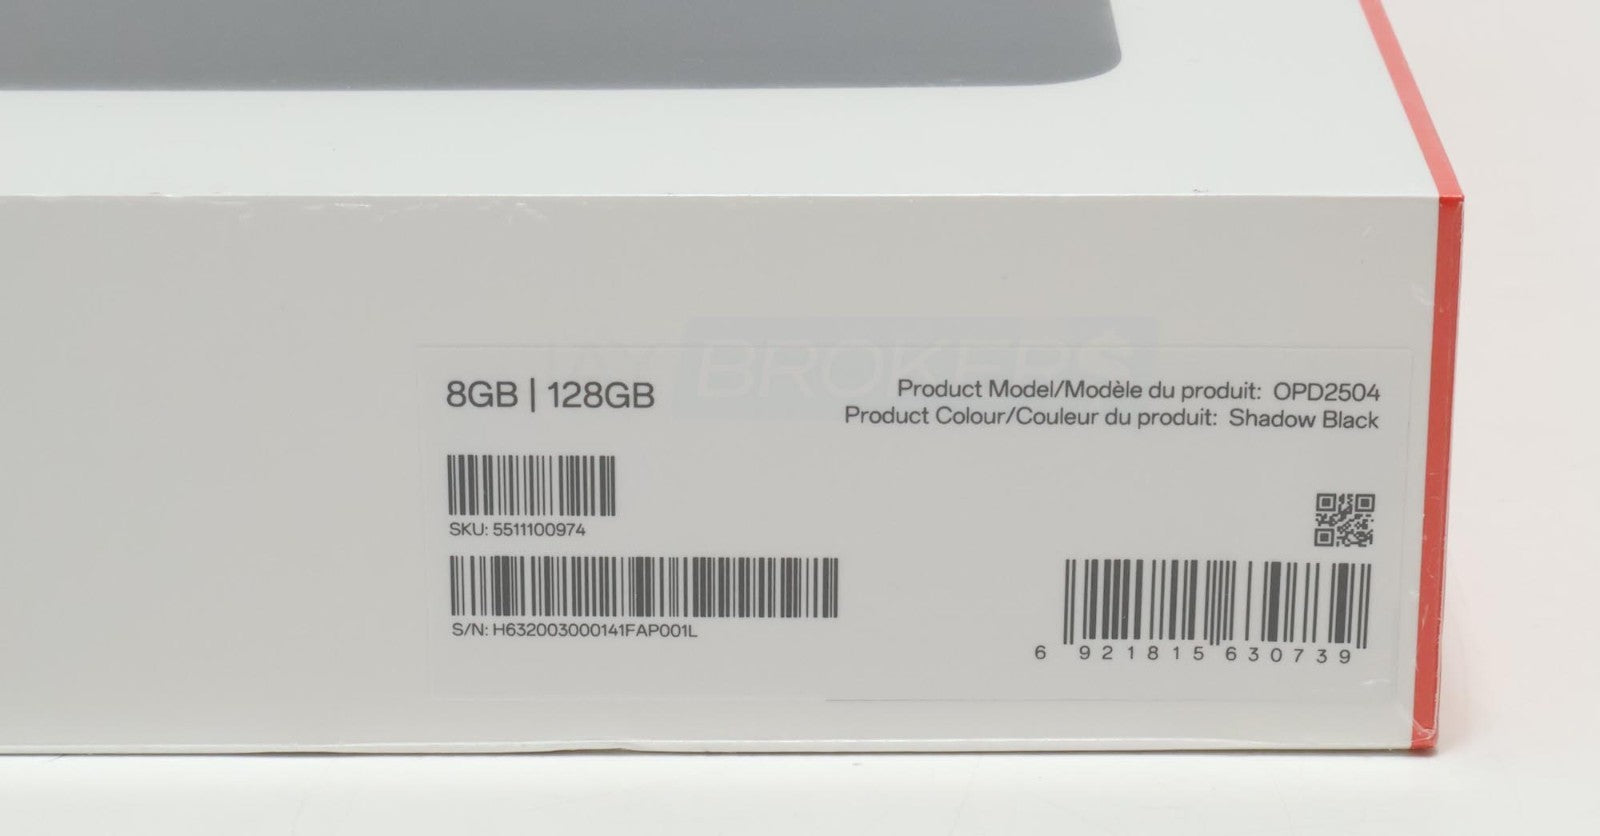 BROKERS
8GB | 128GB
Product Model/Modèle du produit: OPD2504
Product Colour/Couleur du produit: Shadow Black
SKU: 5511100974
S/N: H632003000141FAP001L
6 921815 630739